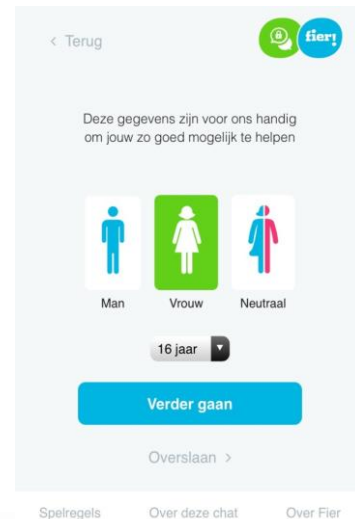 < Terug
fier!
Deze gegevens zijn voor ons handig
om jouw zo goed mogelijk te helpen
Man Vrouw Neutraal
16 jaar
Verder gaan
Overslaan >
Spelregels Over deze chat Over Fier